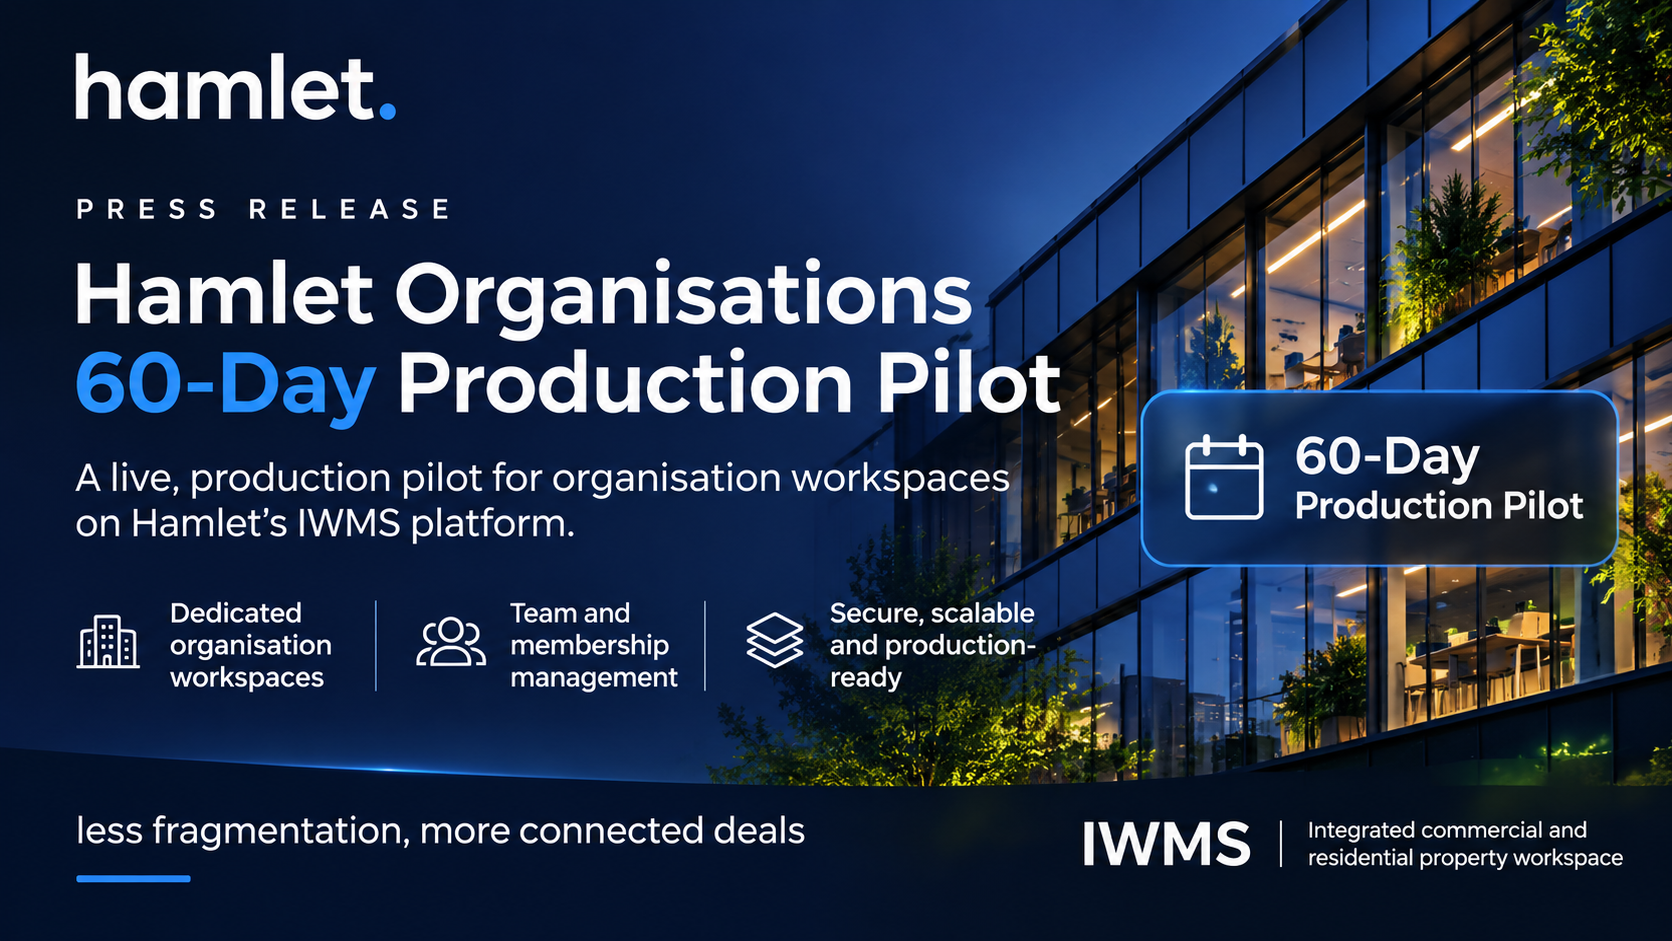 hamlet.
PRESS RELEASE
Hamlet Organisations
60-Day Production Pilot
A live, production pilot for organisation workspaces
on Hamlet’s IWMS platform.
Dedicated
organisation
workspaces
Team and
membership
management
Secure, scalable
and production-
ready
60-Day
Production Pilot
less fragmentation, more connected deals
IWMS
Integrated commercial and
residential property workspace